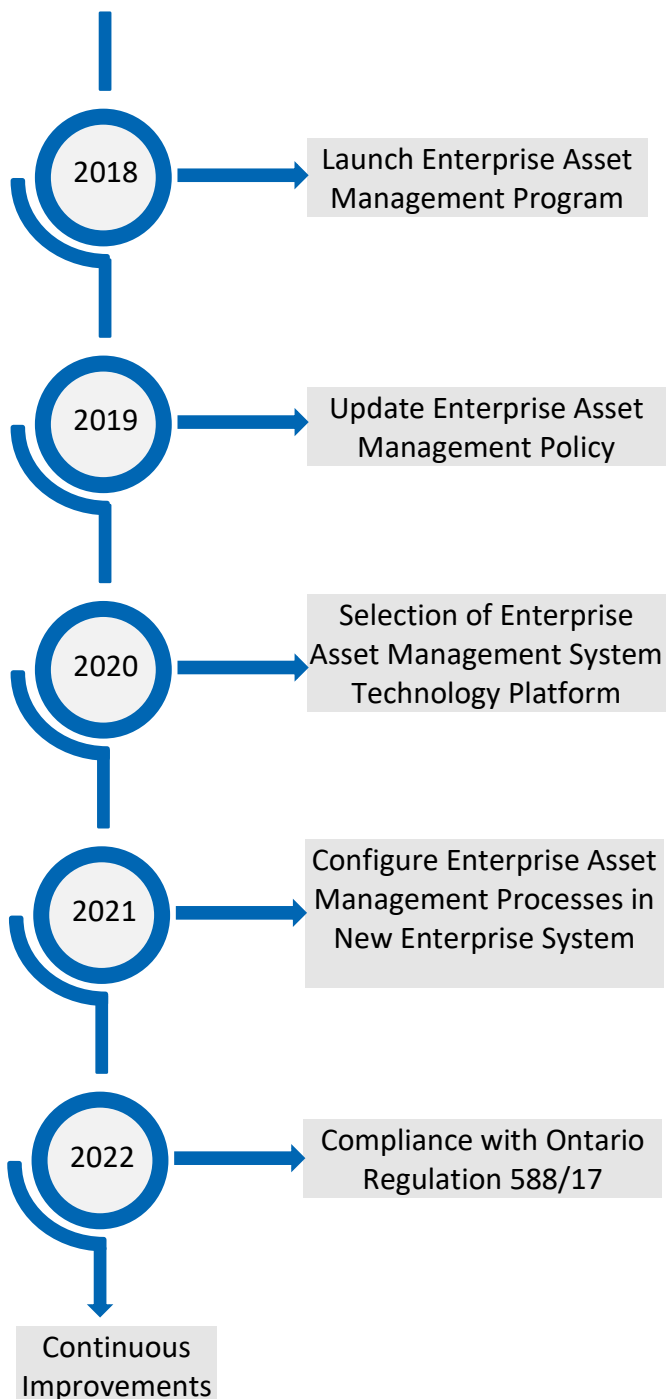 2018
Launch Enterprise Asset
Management Program
2019
Update Enterprise Asset
Management Policy
2020
Selection of Enterprise
Asset Management System
Technology Platform
2021
Configure Enterprise Asset
Management Processes in
New Enterprise System
2022
Compliance with Ontario
Regulation 588/17
Continuous
Improvements